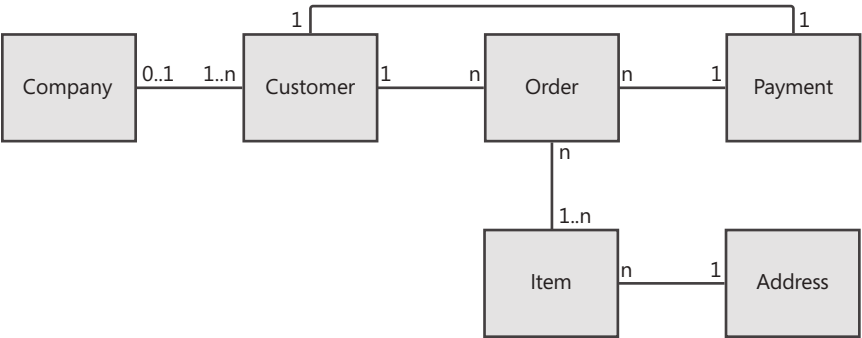 1 1
0..1 1..n 1 n n 1
Company Customer Order Payment
n
1..n
n 1
Item Address